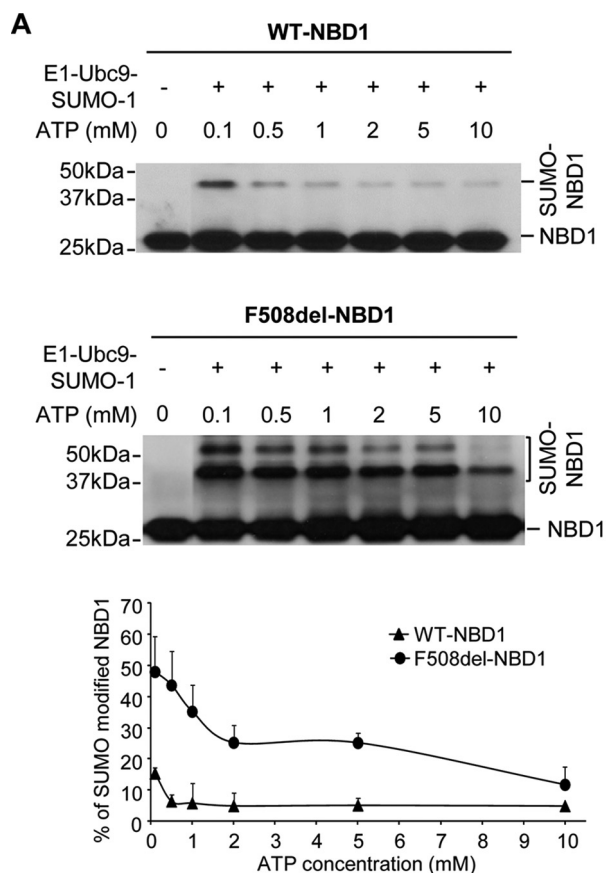 A
WT-NBD1
E1-Ubc9-
SUMO-1
- + + + + + +
ATP (mM) 0 0.1 0.5 1 2 5 10
50kDa
37kDa
25kDa
SUMO-
NBD1
NBD1
F508del-NBD1
E1-Ubc9-
SUMO-1
- + + + + + +
ATP (mM) 0 0.1 0.5 1 2 5 10
50kDa
37kDa
25kDa
SUMO-
NBD1
NBD1
% of SUMO modified NBD1
70
60
50
40
30
20
10
0
WT-NBD1
F508del-NBD1
0 1 2 3 4 5 6 7 8 9 10
ATP concentration (mM)